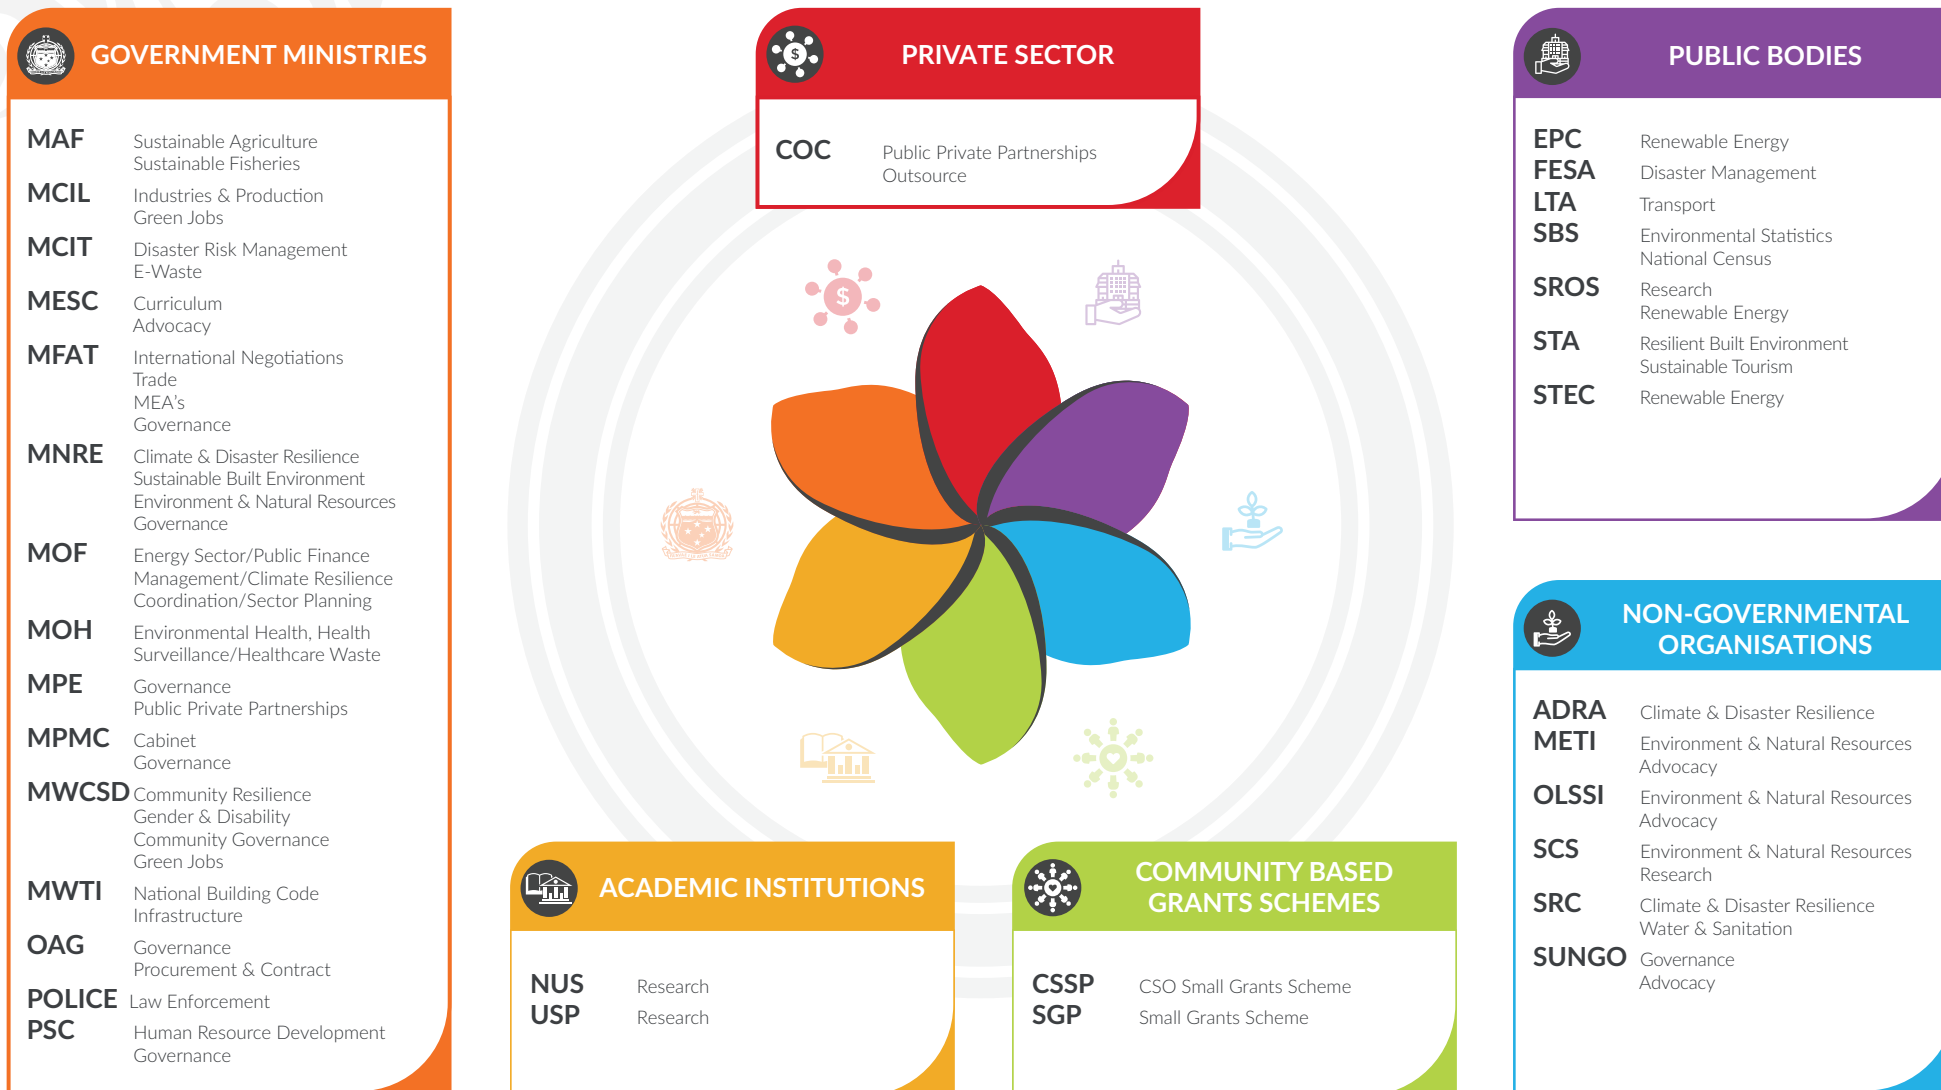 GOVERNMENT MINISTRIES
MAF Sustainable Agriculture
Sustainable Fisheries
MCIL Industries & Production
Green Jobs
MCIT Disaster Risk Management
E-Waste
MESC Curriculum
Advocacy
MFAT International Negotiations
Trade
MEA's
Governance
MNRE Climate & Disaster Resilience
Sustainable Built Environment
Environment & Natural Resources
Governance
MOF Energy Sector/Public Finance
Management/Climate Resilience
Coordination/Sector Planning
MOH Environmental Health, Health
Surveillance/Healthcare Waste
MPE Governance
Public Private Partnerships
MPMC Cabinet
Governance
MWCSD Community Resilience
Gender & Disability
Community Governance
Green Jobs
MWTI National Building Code
Infrastructure
OAG Governance
Procurement & Contract
POLICE Law Enforcement
PSC Human Resource Development
Governance
$
PRIVATE SECTOR
COC Public Private Partnerships
Outsource
$
ACADEMIC INSTITUTIONS
NUS Research
USP Research
COMMUNITY BASED
GRANTS SCHEMES
CSSP CSO Small Grants Scheme
SGP Small Grants Scheme
PUBLIC BODIES
EPC Renewable Energy
FESA Disaster Management
LTA Transport
SBS Environmental Statistics
National Census
SROS Research
Renewable Energy
STA Resilient Built Environment
Sustainable Tourism
STEC Renewable Energy
NON-GOVERNMENTAL
ORGANISATIONS
ADRA Climate & Disaster Resilience
METI Environment & Natural Resources
Advocacy
OLSSI Environment & Natural Resources
Advocacy
SCS Environment & Natural Resources
Research
SRC Climate & Disaster Resilience
Water & Sanitation
SUNGO Governance
Advocacy